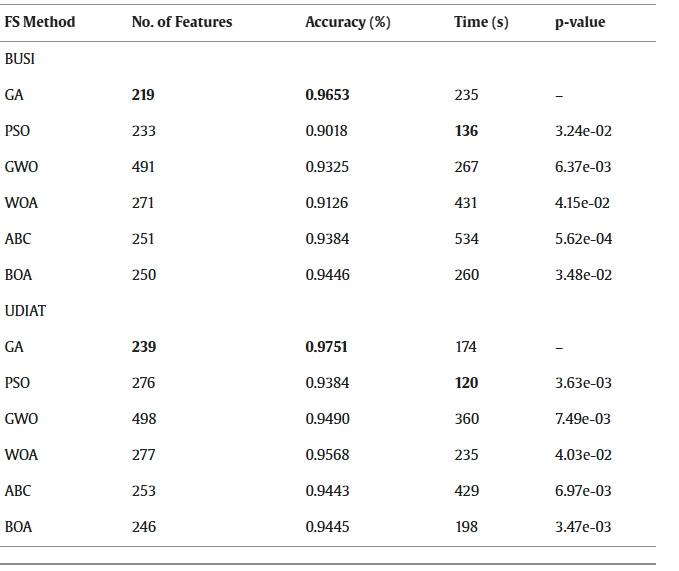 FS Method No. of Features Accuracy (%) Time (s) p-value
BUSI
GA 219 0.9653 235 –
PSO 233 0.9018 136 3.24e-02
GWO 491 0.9325 267 6.37e-03
WOA 271 0.9126 431 4.15e-02
ABC 251 0.9384 534 5.62e-04
BOA 250 0.9446 260 3.48e-02
UDIAT
GA 239 0.9751 174 –
PSO 276 0.9384 120 3.63e-03
GWO 498 0.9490 360 7.49e-03
WOA 277 0.9568 235 4.03e-02
ABC 253 0.9443 429 6.97e-03
BOA 246 0.9445 198 3.47e-03